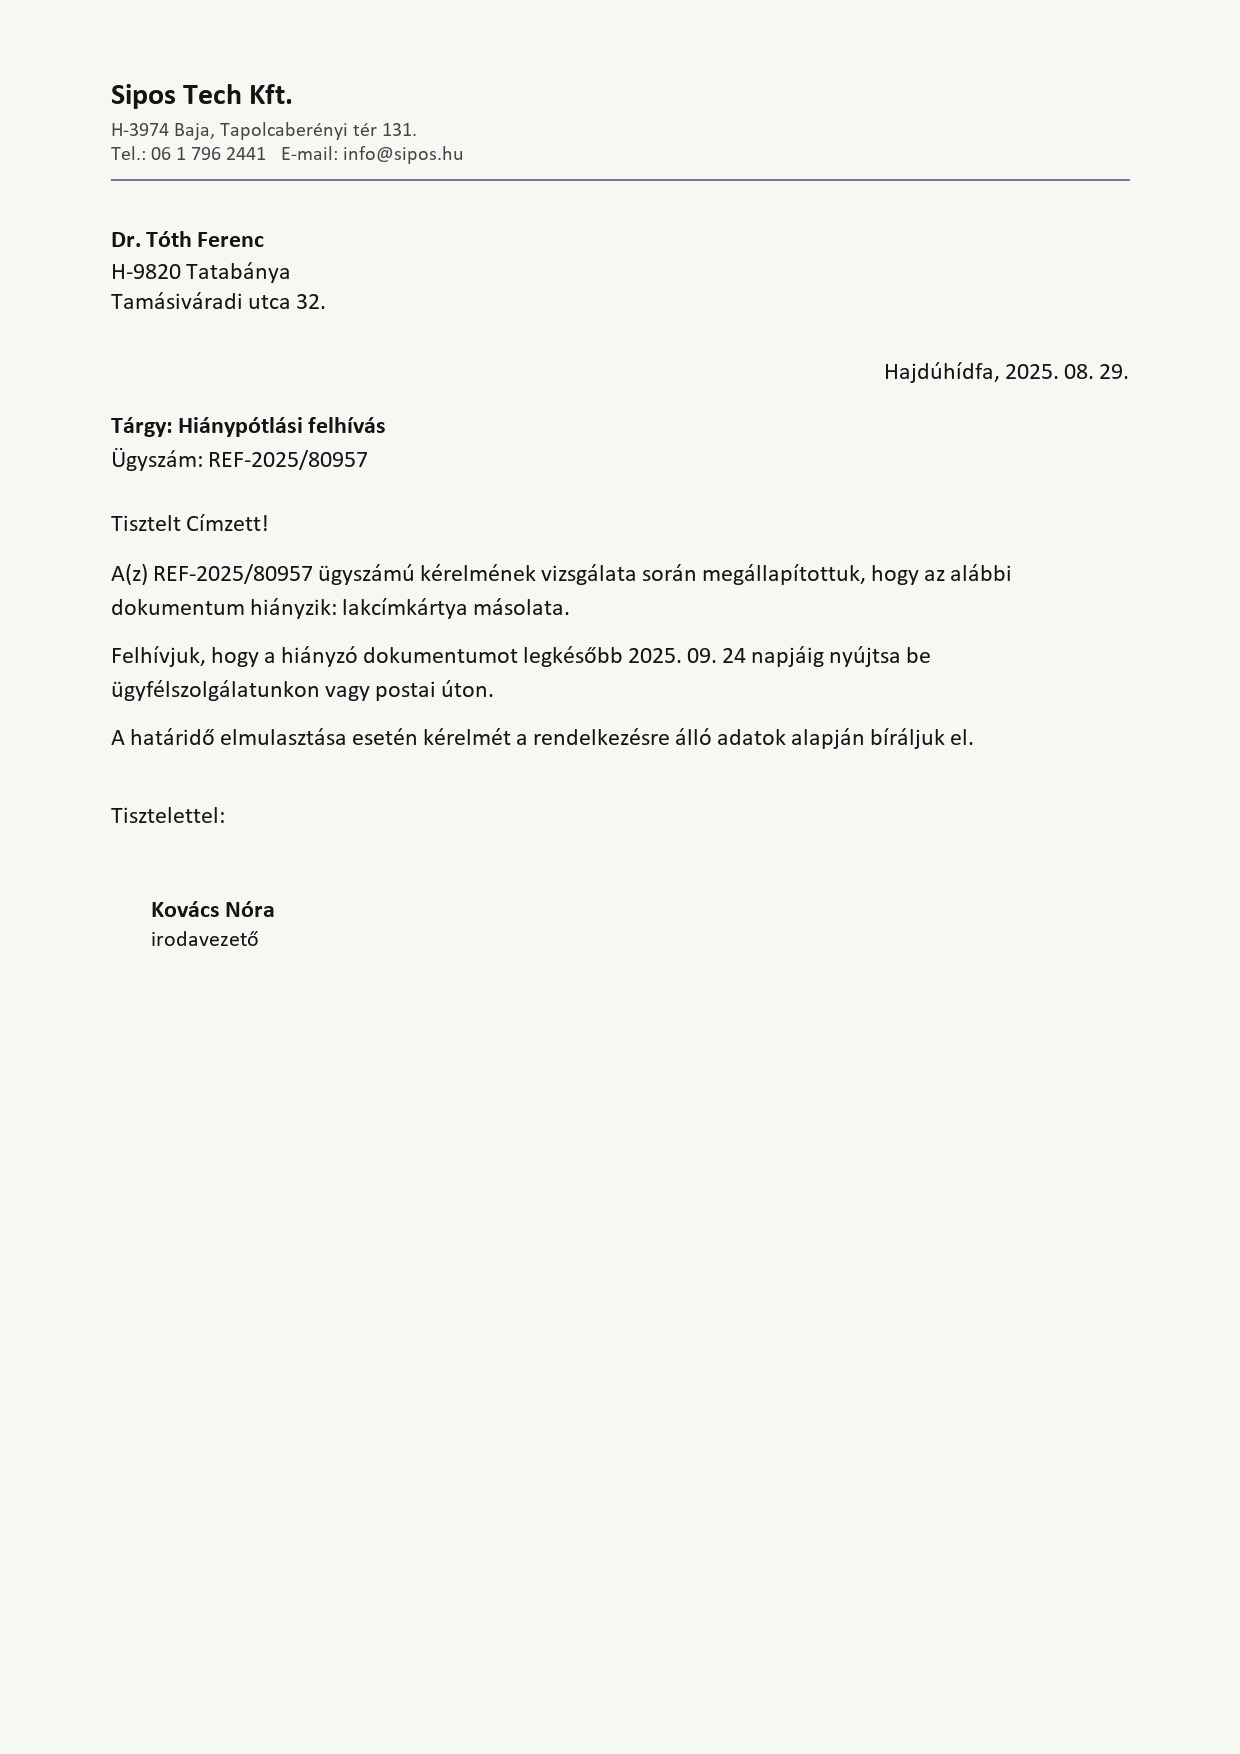 Sipos Tech Kft.
H-3974 Baja, Tapolcaberényi tér 131.
Tel.: 06 1 796 2441 E-mail: info@sipos.hu
Dr. Tóth Ferenc
H-9820 Tatabánya
Tamásiváradi utca 32.
Hajdúhídfa, 2025. 08. 29.
Tárgy: Hiánypótlási felhívás
Ügyszám: REF-2025/80957
Tisztelt Címzett!
A(z) REF-2025/80957 ügyszámú kérelmének vizsgálata során megállapítottuk, hogy az alábbi
dokumentum hiányzik: lakcímkártya másolata.
Felhívjuk, hogy a hiányzó dokumentumot legkésőbb 2025. 09. 24 napjáig nyújtsa be
ügyfélszolgálatunkon vagy postai úton.
A határidő elmulasztása esetén kérelmét a rendelkezésre álló adatok alapján bíráljuk el.
Tisztelettel:
Kovács Nóra
irodavezető